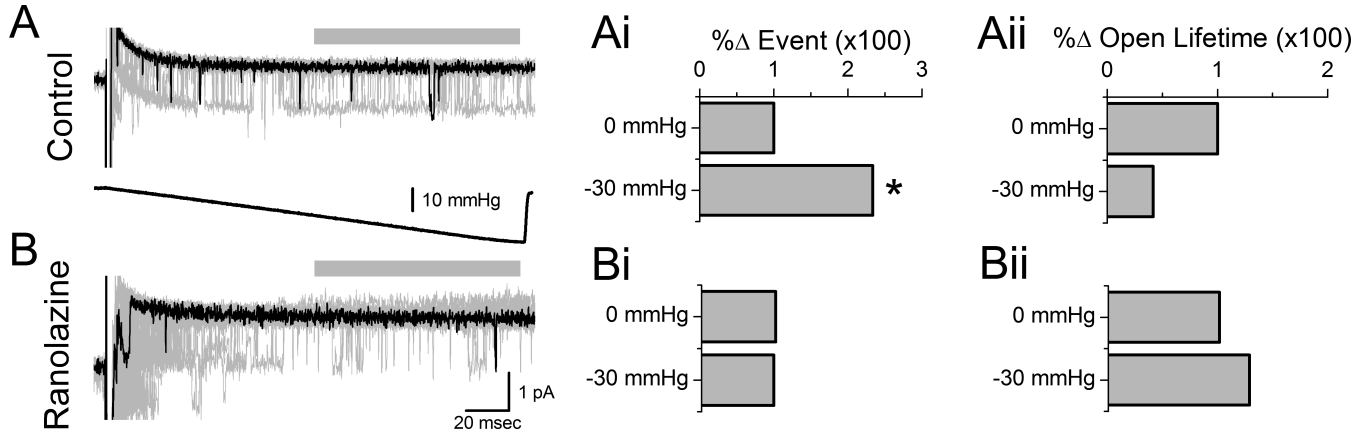 A
Control
10 mmHg
B
Ranolazine
1 pA
20 msec
Ai
%Δ Event (x100)
0 1 2 3
0 mmHg
-30 mmHg *
Aii
%Δ Open Lifetime (x100)
0 1 2
0 mmHg
-30 mmHg
Bi
0 mmHg
-30 mmHg
Bii
0 mmHg
-30 mmHg